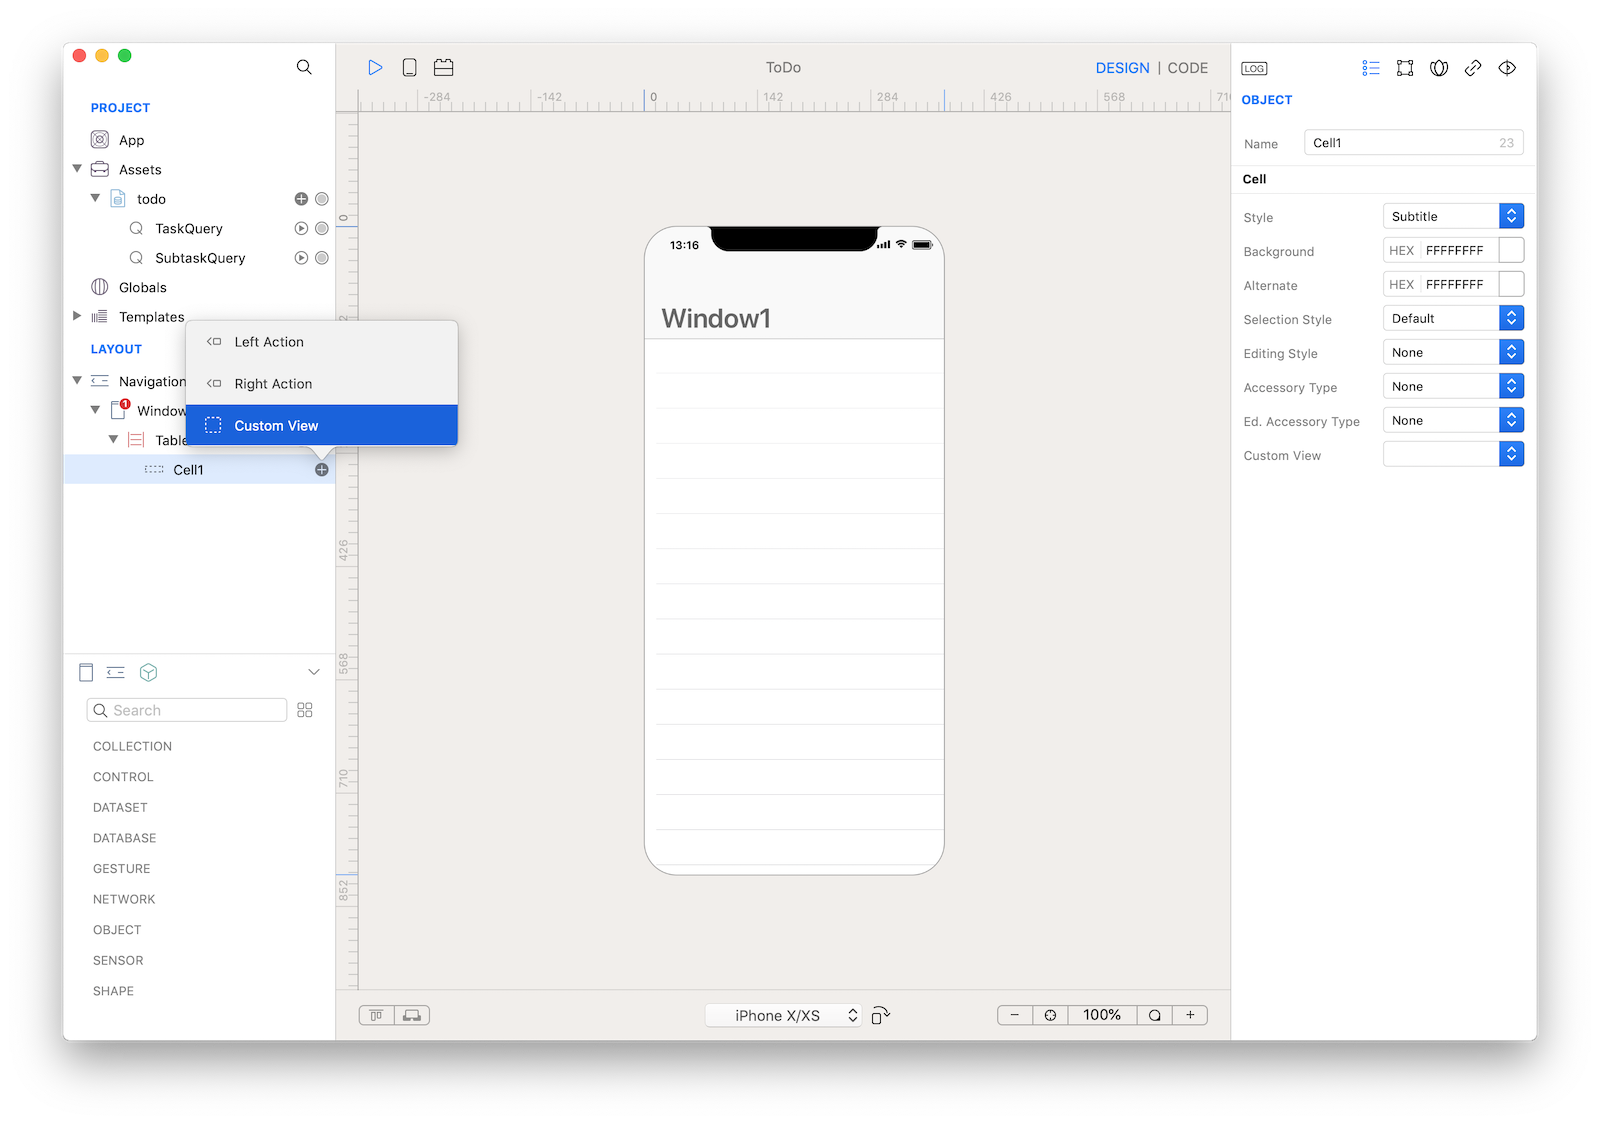 PROJECT
App
Assets
todo
TaskQuery
SubtaskQuery
Globals
Templates
LAYOUT
Navigation
1
Window
Table
Cell1
Left Action
Right Action
Custom View
Search
COLLECTION
CONTROL
DATASET
DATABASE
GESTURE
NETWORK
OBJECT
SENSOR
SHAPE
ToDo
DESIGN | CODE
-284 -142 0 142 284 426 568
0
426
568
710
852
13:16
Window1
iPhone X/XS
− 100% +
LOG
OBJECT
Name Cell1 23
Cell
Style Subtitle
Background HEX FFFFFFFF
Alternate HEX FFFFFFFF
Selection Style Default
Editing Style None
Accessory Type None
Ed. Accessory Type None
Custom View